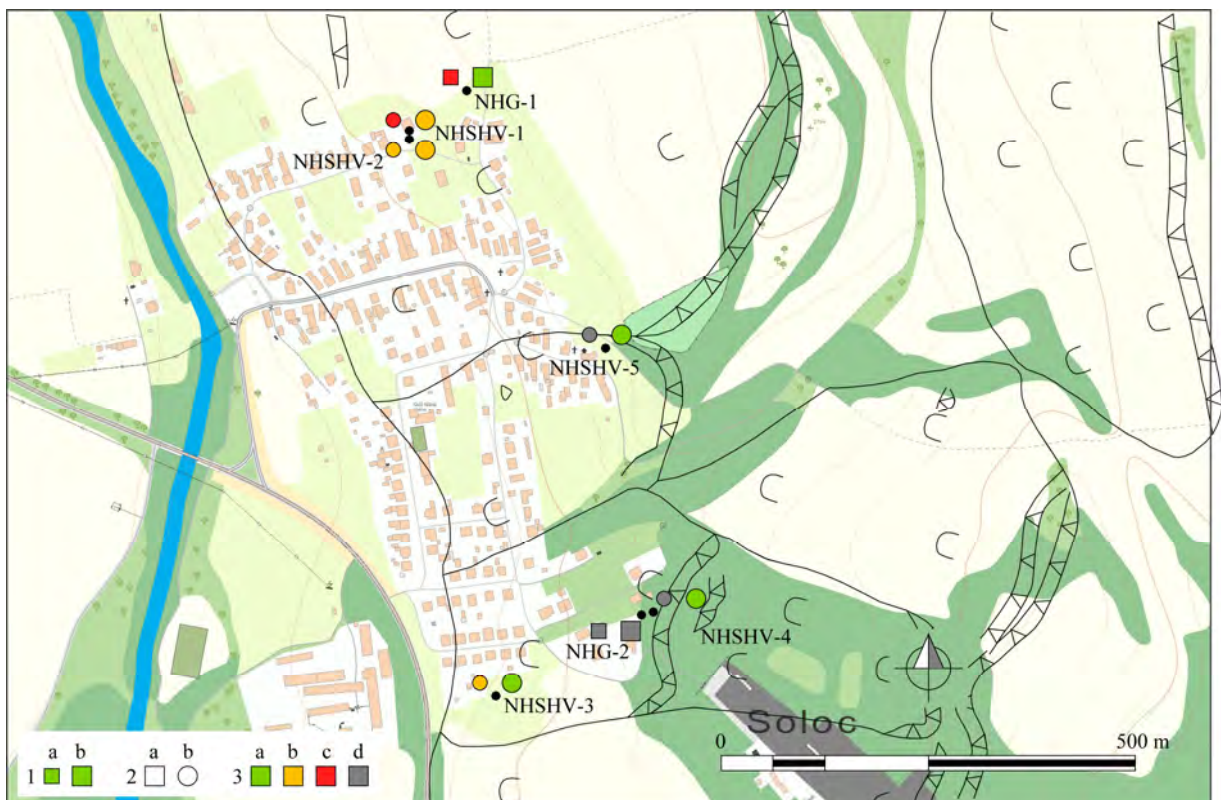 NHG-1
NHSHV-1
NHSHV-2
NHSHV-5
NHSHV-4
NHG-2
NHSHV-3
Soloc
0 500 m
a b a b a b c d
1 2 3